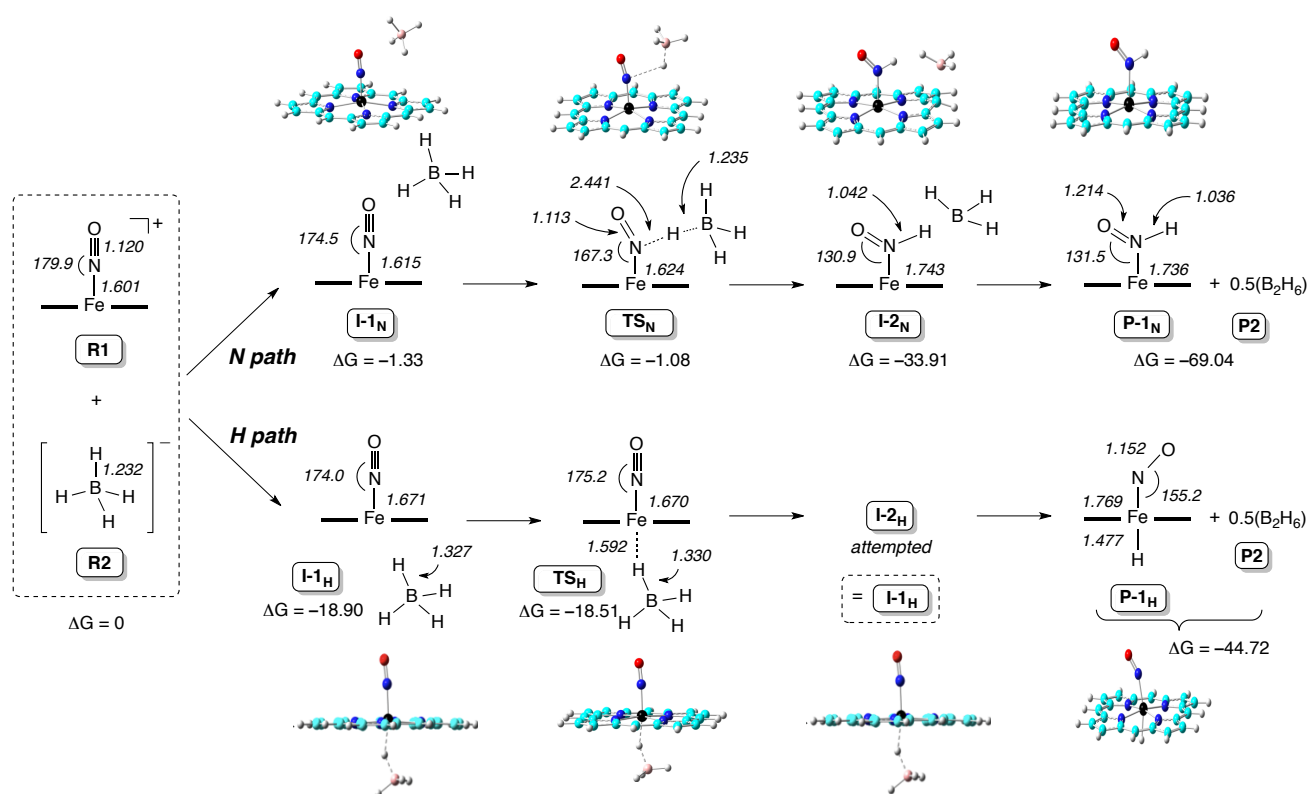 O
1.120
179.9
N
1.601
Fe
+
R1
+
H
1.232
H B H
H
−
R2
ΔG = 0
N path
H path
O
174.5
N
1.615
Fe
H
H B H
H
I-1N
ΔG = −1.33
1.235
2.441
1.113
O
N H B H
H
H
167.3
1.624
Fe
TSN
ΔG = −1.08
1.042
O
N
H
130.9
1.743
Fe
H
B H
H
I-2N
ΔG = −33.91
1.214
1.036
O
N
H
131.5
1.736
Fe
+ 0.5(B2H6)
P-1N
P2
ΔG = −69.04
O
174.0
N
1.671
Fe
1.327
H
B H
H H
I-1H
ΔG = −18.90
O
175.2
N
1.670
Fe
1.592
1.330
H
B H
H H
TSH
ΔG = −18.51
I-2H
attempted
= I-1H
1.152
O
N
155.2
1.769
Fe
1.477
H
+ 0.5(B2H6)
P-1H
P2
ΔG = −44.72